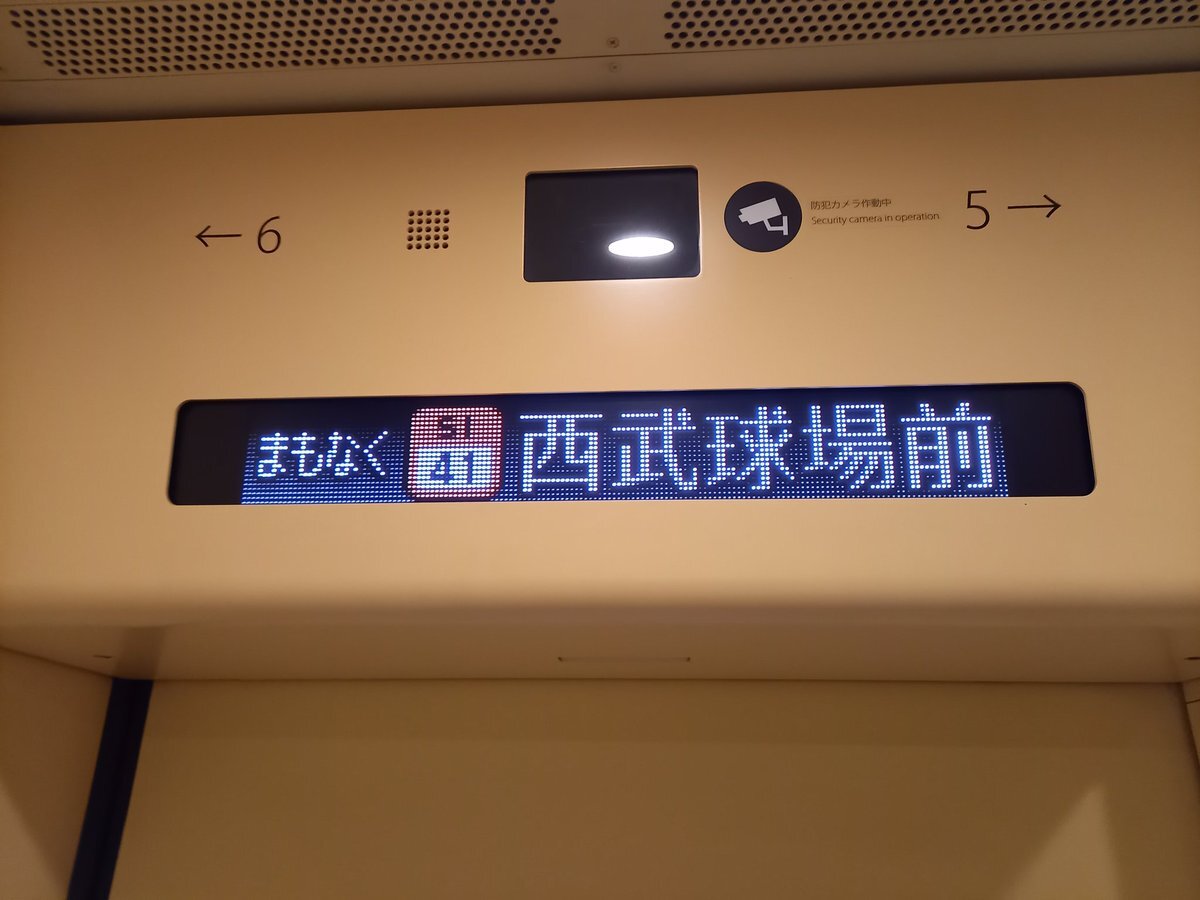 ← 6
防犯カメラ作動中
Security camera in operation
5 →
まもなく SI 41 西武球場前